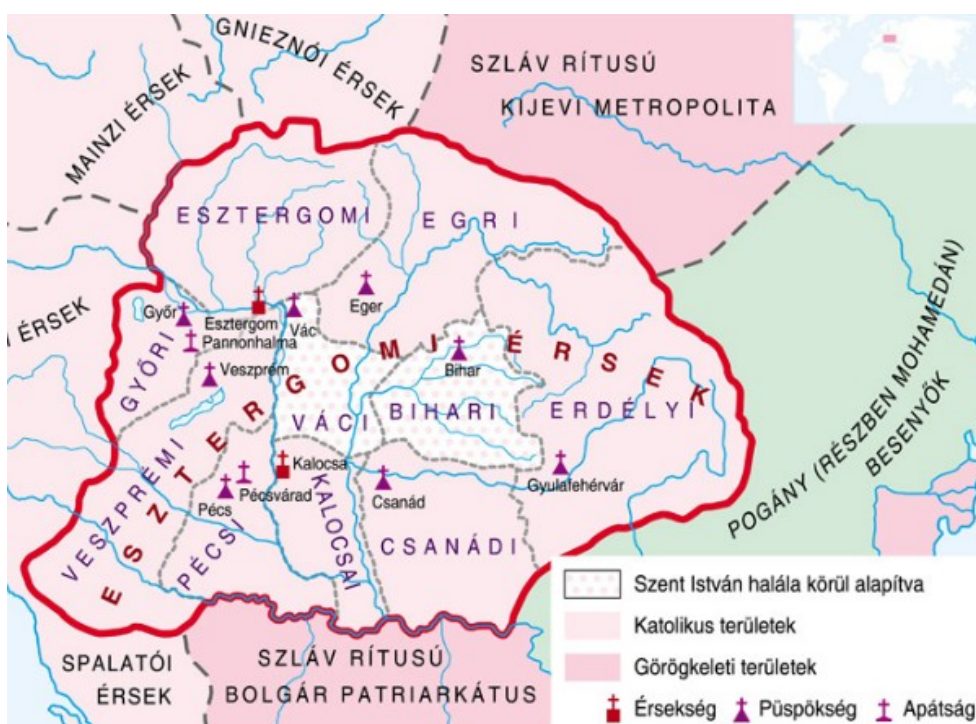 GNIEZNÓI ÉRSEK
MAINZI ÉRSEK
SZLÁV RÍTUSÚ
KIJEVI METROPOLITA
I ÉRSEK
ESZTERGOMI
EGRI
Győr
Esztergom
Pannonhalma
Vác
Eger
Veszprém
Bihar
GYŐRI
VÁCI
BIHARI
ERDÉLYI
ESZTERGOMI ÉRSEK
VESZPRÉMI
Kalocsa
Pécsvárad
Pécs
Csanád
Gyulafehérvár
PÉCSI
KALOCSAI
CSANÁDI
POGÁNY (RÉSZBEN MOHAMEDÁN)
BESENYŐK
SPALATÓI
ÉRSEK
SZLÁV RÍTUSÚ
BOLGÁR PATRIARKÁTUS
Szent István halála körül alapítva
Katolikus területek
Görögkeleti területek
Érsekség Püspökség Apátság